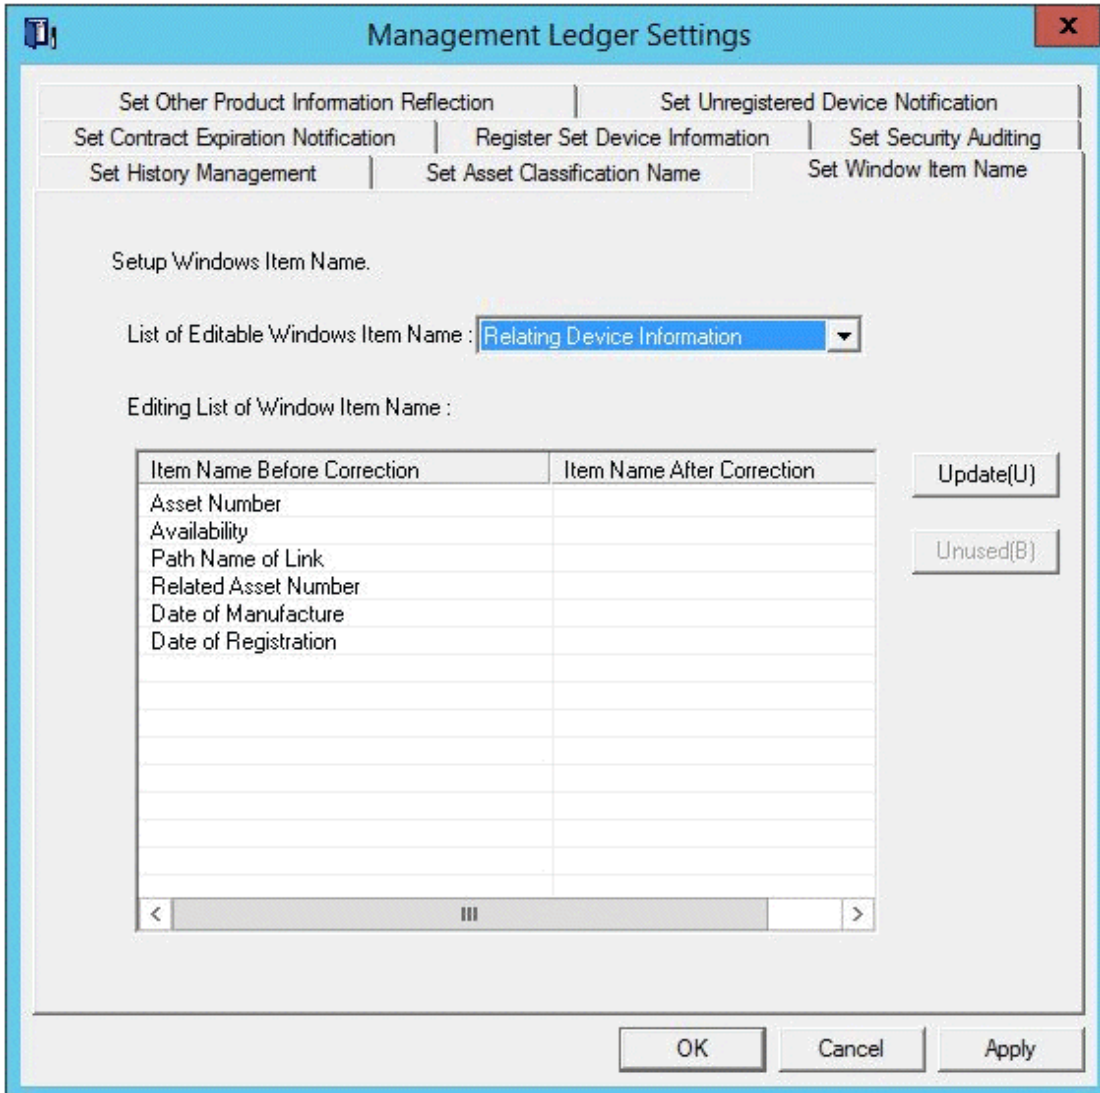 Management Ledger Settings
x
Set Other Product Information Reflection
Set Unregistered Device Notification
Set Contract Expiration Notification
Register Set Device Information
Set Security Auditing
Set History Management
Set Asset Classification Name
Set Window Item Name
Setup Windows Item Name.
List of Editable Windows Item Name : Relating Device Information
Editing List of Window Item Name :
Item Name Before Correction
Item Name After Correction
Update(U)
Asset Number
Availability
Unused(B)
Path Name of Link
Related Asset Number
Date of Manufacture
Date of Registration
OK
Cancel
Apply